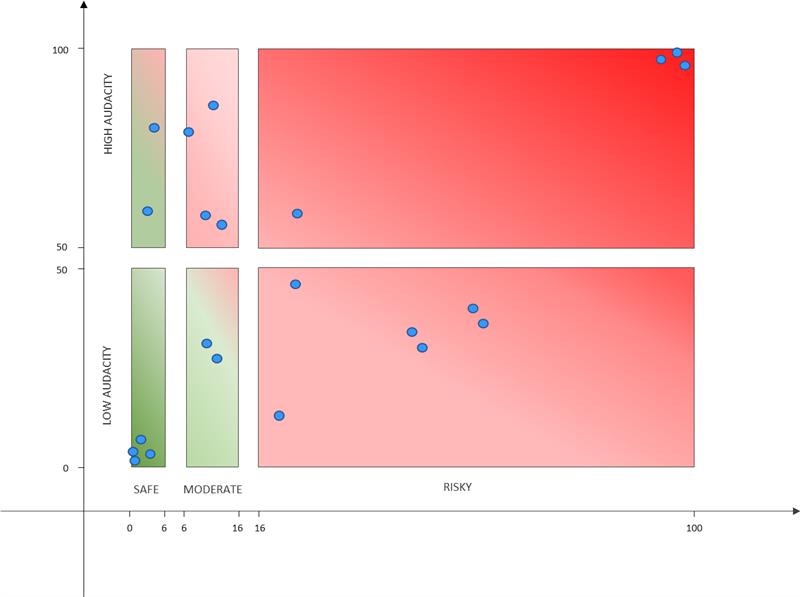 100
HIGH AUDACITY
50
50
LOW AUDACITY
0
SAFE MODERATE RISKY
0 6 6 16 16 100